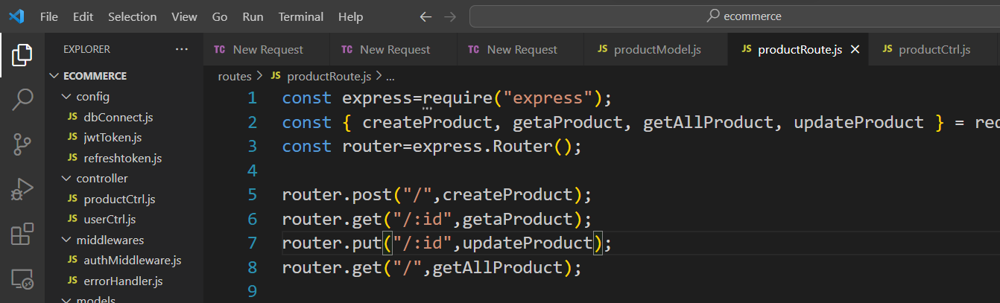 File Edit Selection View Go Run Terminal Help ecommerce
EXPLORER ... TC New Request TC New Request TC New Request JS productModel.js JS productRoute.js JS productCtrl.js
ECOMMERCE
config
JS dbConnect.js
JS jwtToken.js
JS refreshtoken.js
controller
JS productCtrl.js
JS userCtrl.js
middlewares
JS authMiddleware.js
JS errorHandler.js
models
routes > JS productRoute.js > ...
1 const express=require("express");
2 const { createProduct, getaProduct, getAllProduct, updateProduct } = req
3 const router=express.Router();
4
5 router.post("/",createProduct);
6 router.get("/:id",getaProduct);
7 router.put("/:id",updateProduct);
8 router.get("/",getAllProduct);
9